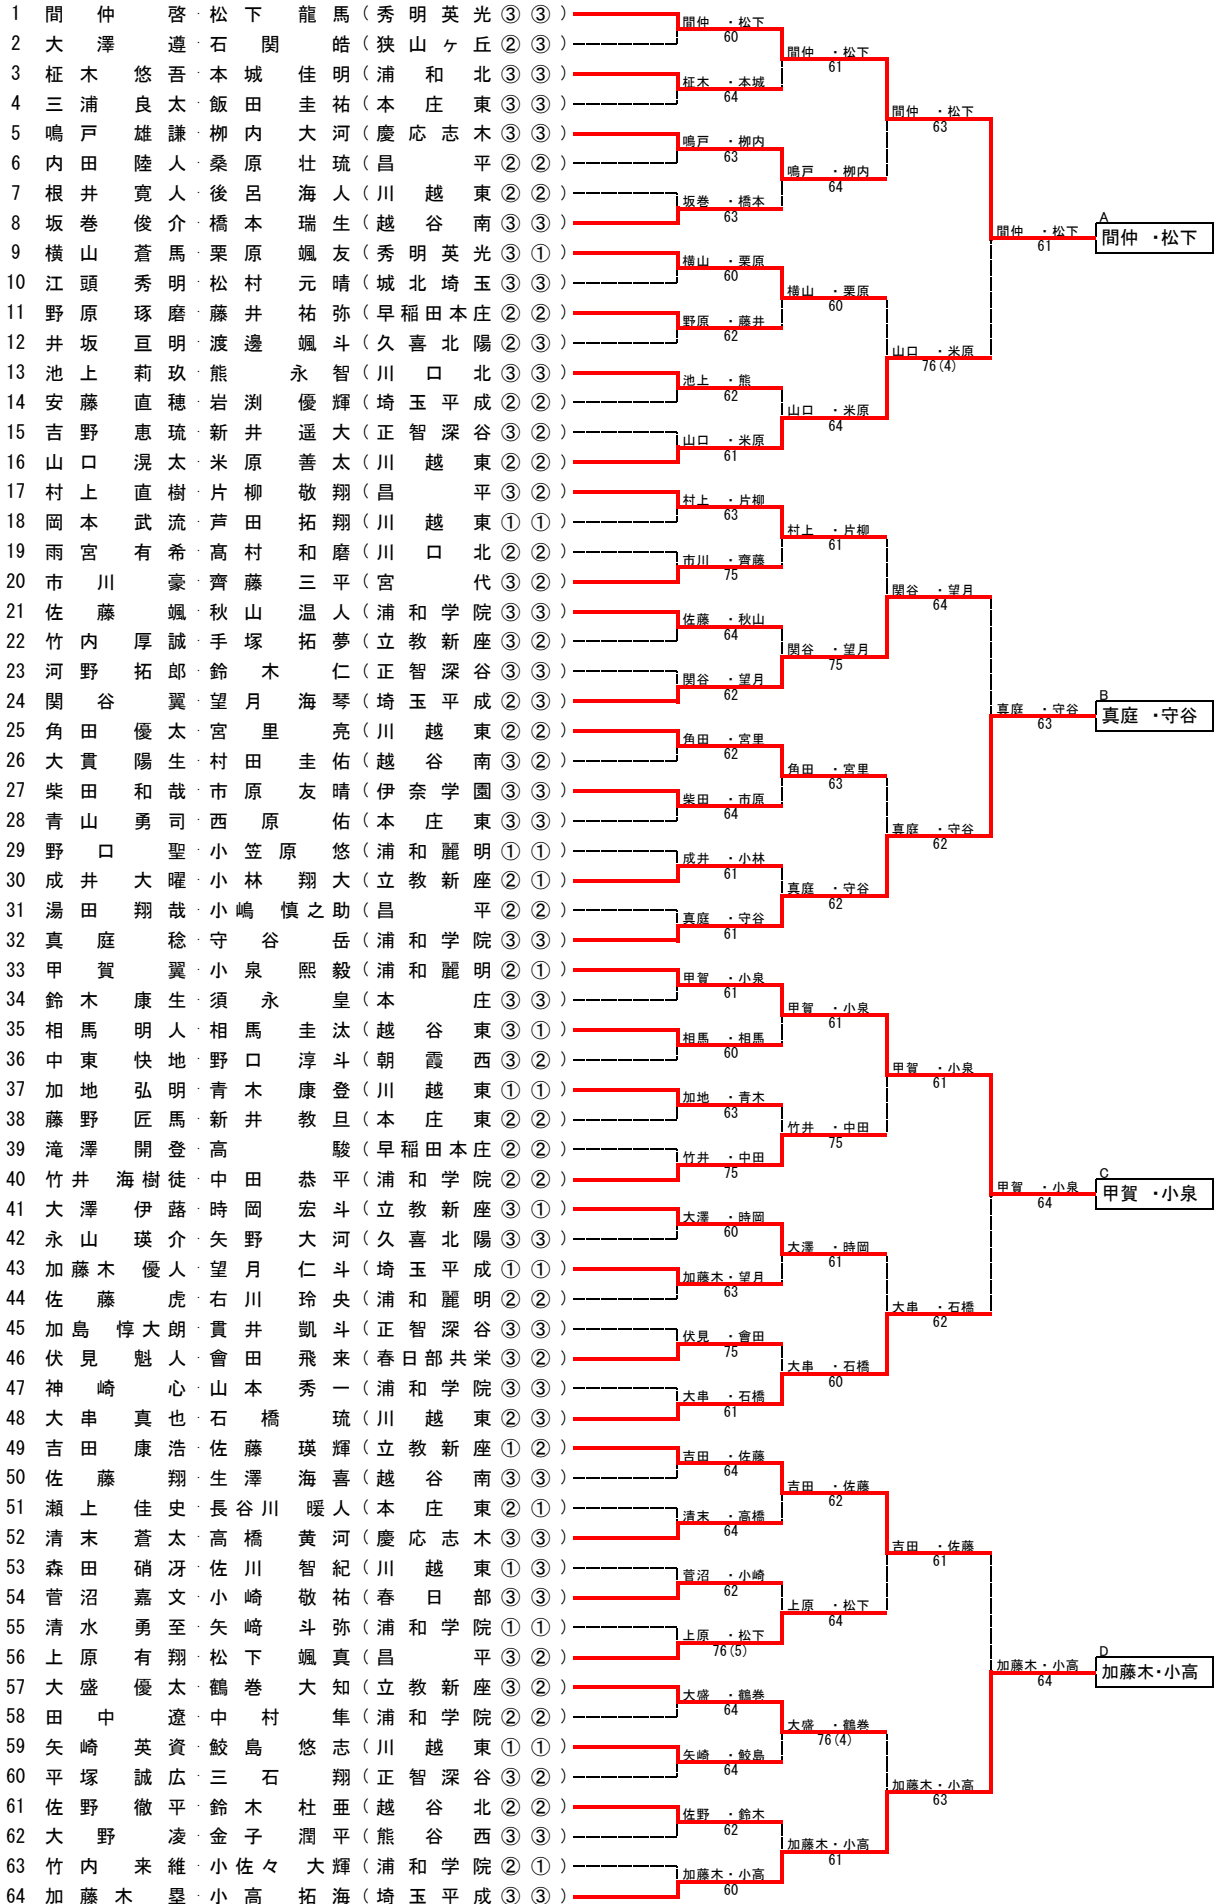 1 間仲 啓・松下 龍馬（秀明英光③③）
2 大澤 遵・石関 皓（狭山ヶ丘②③）
3 柾木 悠吾・本城 佳明（浦和北③③）
4 三浦 良太・飯田 圭祐（本庄東③③）
5 鳴戸 雄謙・柳内 大河（慶応志木③③）
6 内田 陸人・桑原 壮琉（昌平②②）
7 根井 寛人・後呂 海人（川越東②②）
8 坂巻 俊介・橋本 瑞生（越谷南③③）
9 横山 蒼馬・栗原 颯友（秀明英光③①）
10 江頭 秀明・松村 元晴（城北埼玉③③）
11 野原 琢磨・藤井 祐弥（早稲田本庄②②）
12 井坂 亘明・渡邊 颯斗（久喜北陽②③）
13 池上 莉玖・熊 永智（川口北③③）
14 安藤 直穂・岩渕 優輝（埼玉平成②②）
15 吉野 恵琉・新井 遥大（正智深谷③②）
16 山口 滉太・米原 善太（川越東②②）
17 村上 直樹・片柳 敬翔（昌平③②）
18 岡本 武流・芦田 拓翔（川越東①①）
19 雨宮 有希・髙村 和磨（川口北②②）
20 市川 豪・齊藤 三平（宮代③②）
21 佐藤 颯・秋山 温人（浦和学院③③）
22 竹内 厚誠・手塚 拓夢（立教新座③②）
23 河野 拓郎・鈴木 仁（正智深谷③③）
24 関谷 翼・望月 海琴（埼玉平成②③）
25 角田 優太・宮里 亮（川越東②②）
26 大貫 陽生・村田 圭佑（越谷南③②）
27 柴田 和哉・市原 友晴（伊奈学園③③）
28 青山 勇司・西原 佑（本庄東③③）
29 野口 聖・小笠原 悠（浦和麗明①①）
30 成井 大曜・小林 翔大（立教新座②①）
31 湯田 翔哉・小嶋 慎之助（昌平②②）
32 真庭 稔・守谷 岳（浦和学院③③）
33 甲賀 翼・小泉 熙毅（浦和麗明②①）
34 鈴木 康生・須永 皇（本庄③③）
35 相馬 明人・相馬 圭汰（越谷東③①）
36 中東 快地・野口 淳斗（朝霞西③②）
37 加地 弘明・青木 康登（川越東①①）
38 藤野 匠馬・新井 教旦（本庄東②②）
39 滝澤 開登・高 駿（早稲田本庄②②）
40 竹井 海樹徒・中田 恭平（浦和学院②②）
41 大澤 伊蕗・時岡 宏斗（立教新座③①）
42 永山 瑛介・矢野 大河（久喜北陽③③）
43 加藤木 優人・望月 仁斗（埼玉平成①①）
44 佐藤 虎・右川 玲央（浦和麗明②②）
45 加島 惇大朗・貫井 凱斗（正智深谷③③）
46 伏見 魁人・會田 飛来（春日部共栄③②）
47 神崎 心・山本 秀一（浦和学院③③）
48 大串 真也・石橋 琉（川越東②③）
49 吉田 康浩・佐藤 瑛輝（立教新座①②）
50 佐藤 翔・生澤 海喜（越谷南③③）
51 瀬上 佳史・長谷川 暖人（本庄東②①）
52 清末 蒼太・高橋 黄河（慶応志木③③）
53 森田 硝冴・佐川 智紀（川越東①③）
54 菅沼 嘉文・小崎 敬祐（春日部③③）
55 清水 勇至・矢﨑 斗弥（浦和学院①①）
56 上原 有翔・松下 颯真（昌平③②）
57 大盛 優太・鶴巻 大知（立教新座③②）
58 田中 遼・中村 隼（浦和学院②②）
59 矢崎 英資・鮫島 悠志（川越東①①）
60 平塚 誠広・三石 翔（正智深谷③②）
61 佐野 徹平・鈴木 杜亜（越谷北②②）
62 大野 凌・金子 潤平（熊谷西③③）
63 竹内 来維・小佐々 大輝（浦和学院②①）
64 加藤木 塁・小高 拓海（埼玉平成③③）
間仲 ・松下
60
柾木 ・本城
64
鳴戸 ・柳内
63
坂巻 ・橋本
63
横山 ・栗原
60
野原 ・藤井
62
池上 ・熊
62
山口 ・米原
61
村上 ・片柳
63
市川 ・齊藤
75
佐藤 ・秋山
64
関谷 ・望月
62
角田 ・宮里
62
柴田 ・市原
64
成井 ・小林
61
真庭 ・守谷
61
甲賀 ・小泉
61
相馬 ・相馬
60
加地 ・青木
63
竹井 ・中田
75
大澤 ・時岡
60
加藤木・望月
63
伏見 ・會田
75
大串 ・石橋
61
吉田 ・佐藤
64
清末 ・高橋
64
菅沼 ・小崎
62
上原 ・松下
76(5)
大盛 ・鶴巻
64
矢崎 ・鮫島
64
佐野 ・鈴木
62
加藤木・小高
60
間仲 ・松下
61
鳴戸 ・柳内
64
横山 ・栗原
60
山口 ・米原
64
村上 ・片柳
61
関谷 ・望月
75
角田 ・宮里
63
真庭 ・守谷
62
甲賀 ・小泉
61
竹井 ・中田
75
大澤 ・時岡
61
大串 ・石橋
60
吉田 ・佐藤
62
上原 ・松下
64
大盛 ・鶴巻
76(4)
加藤木・小高
61
間仲 ・松下
63
山口 ・米原
76(4)
関谷 ・望月
64
真庭 ・守谷
62
甲賀 ・小泉
61
大串 ・石橋
62
吉田 ・佐藤
61
加藤木・小高
63
間仲 ・松下
61
真庭 ・守谷
63
甲賀 ・小泉
64
加藤木・小高
64
A
間仲 ・松下
B
真庭 ・守谷
C
甲賀 ・小泉
D
加藤木・小高